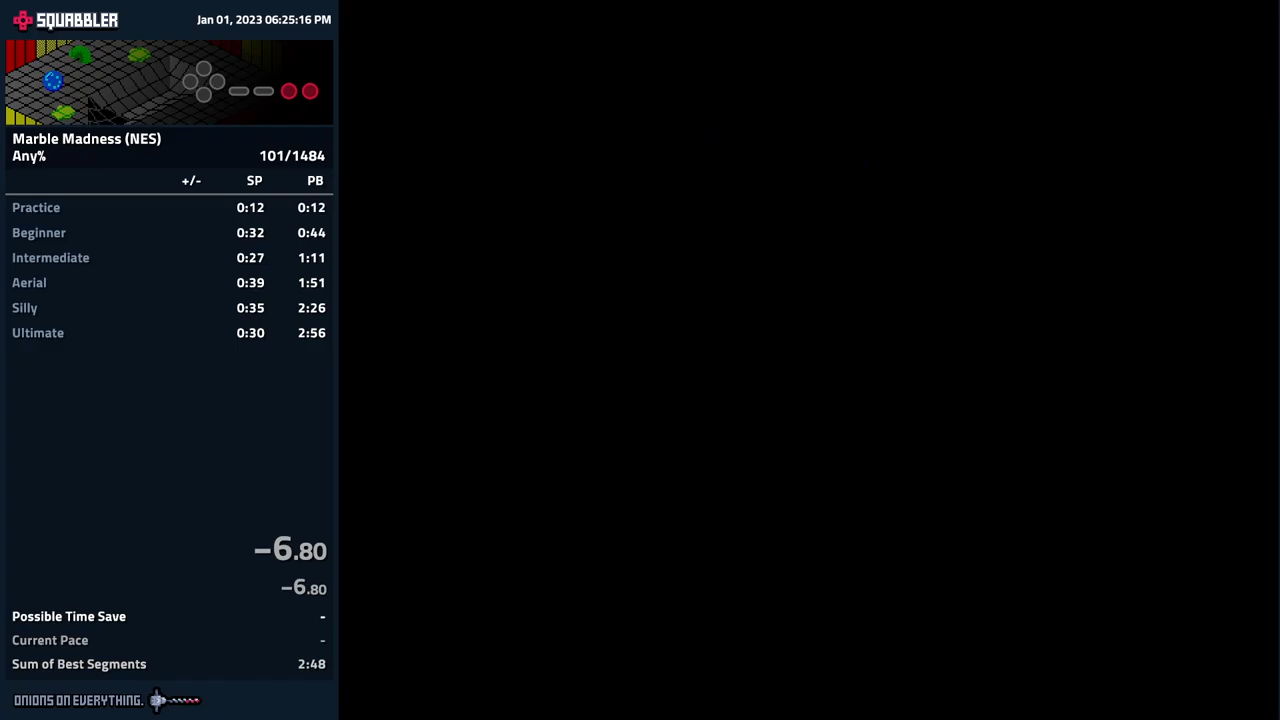 SQUABBLER Jan 01, 2023 06:25:16 PM
Marble Madness (NES)
Any% 101/1484
+/- SP PB
Practice 0:12 0:12
Beginner 0:32 0:44
Intermediate 0:27 1:11
Aerial 0:39 1:51
Silly 0:35 2:26
Ultimate 0:30 2:56
−6.80
−6.80
Possible Time Save -
Current Pace -
Sum of Best Segments 2:48
ONIONS ON EVERYTHING.